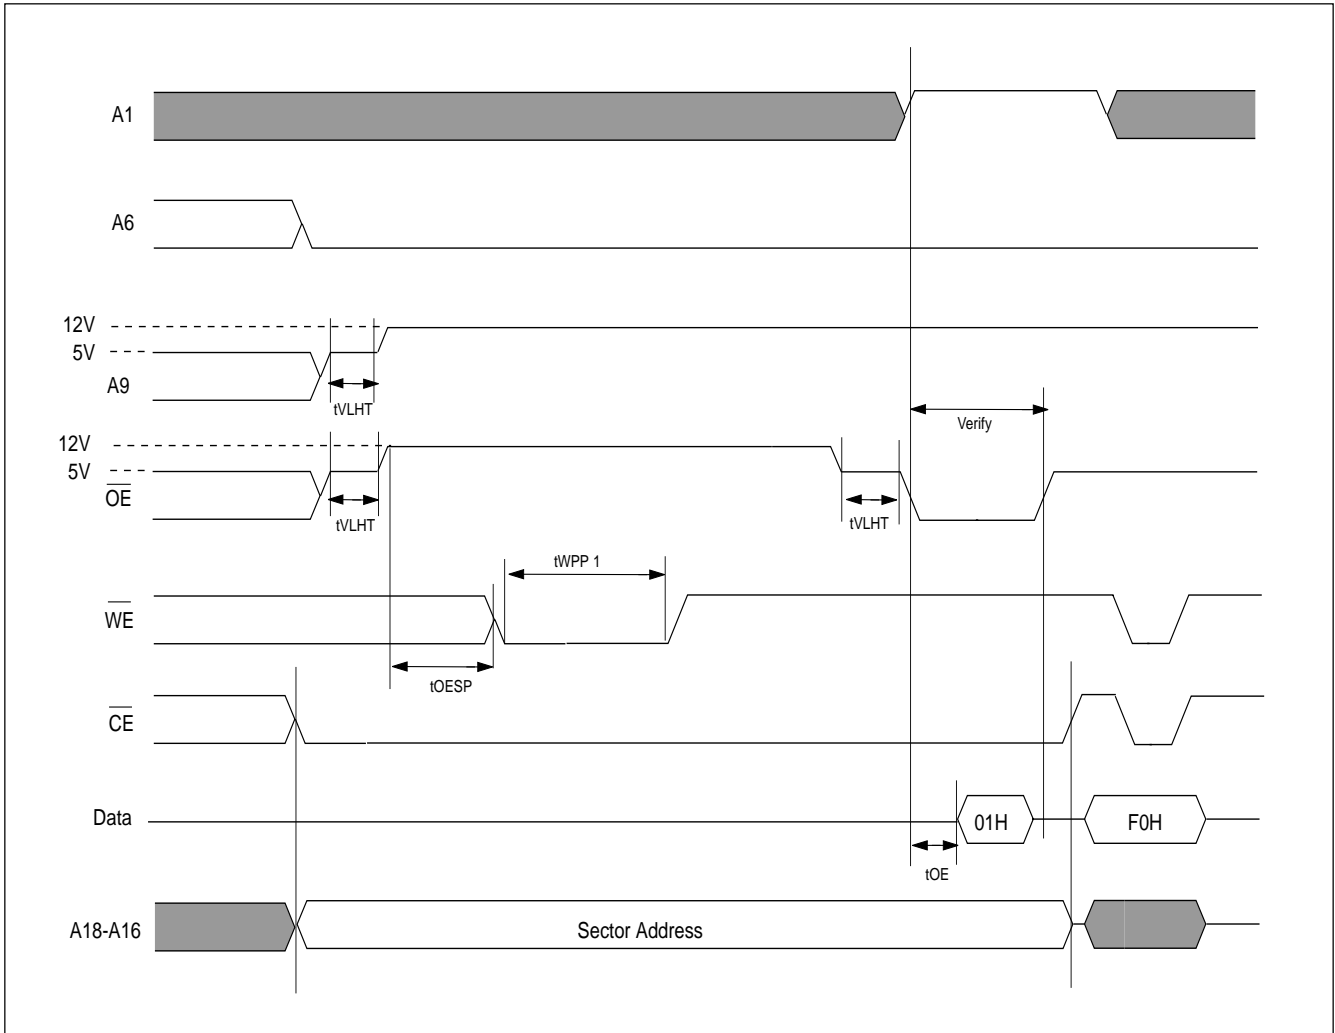 A1
A6
12V
5V
A9
tVLHT
Verify
12V
5V
OE
tVLHT
tVLHT
tWPP 1
WE
tOESP
CE
Data
01H
F0H
tOE
A18-A16
Sector Address